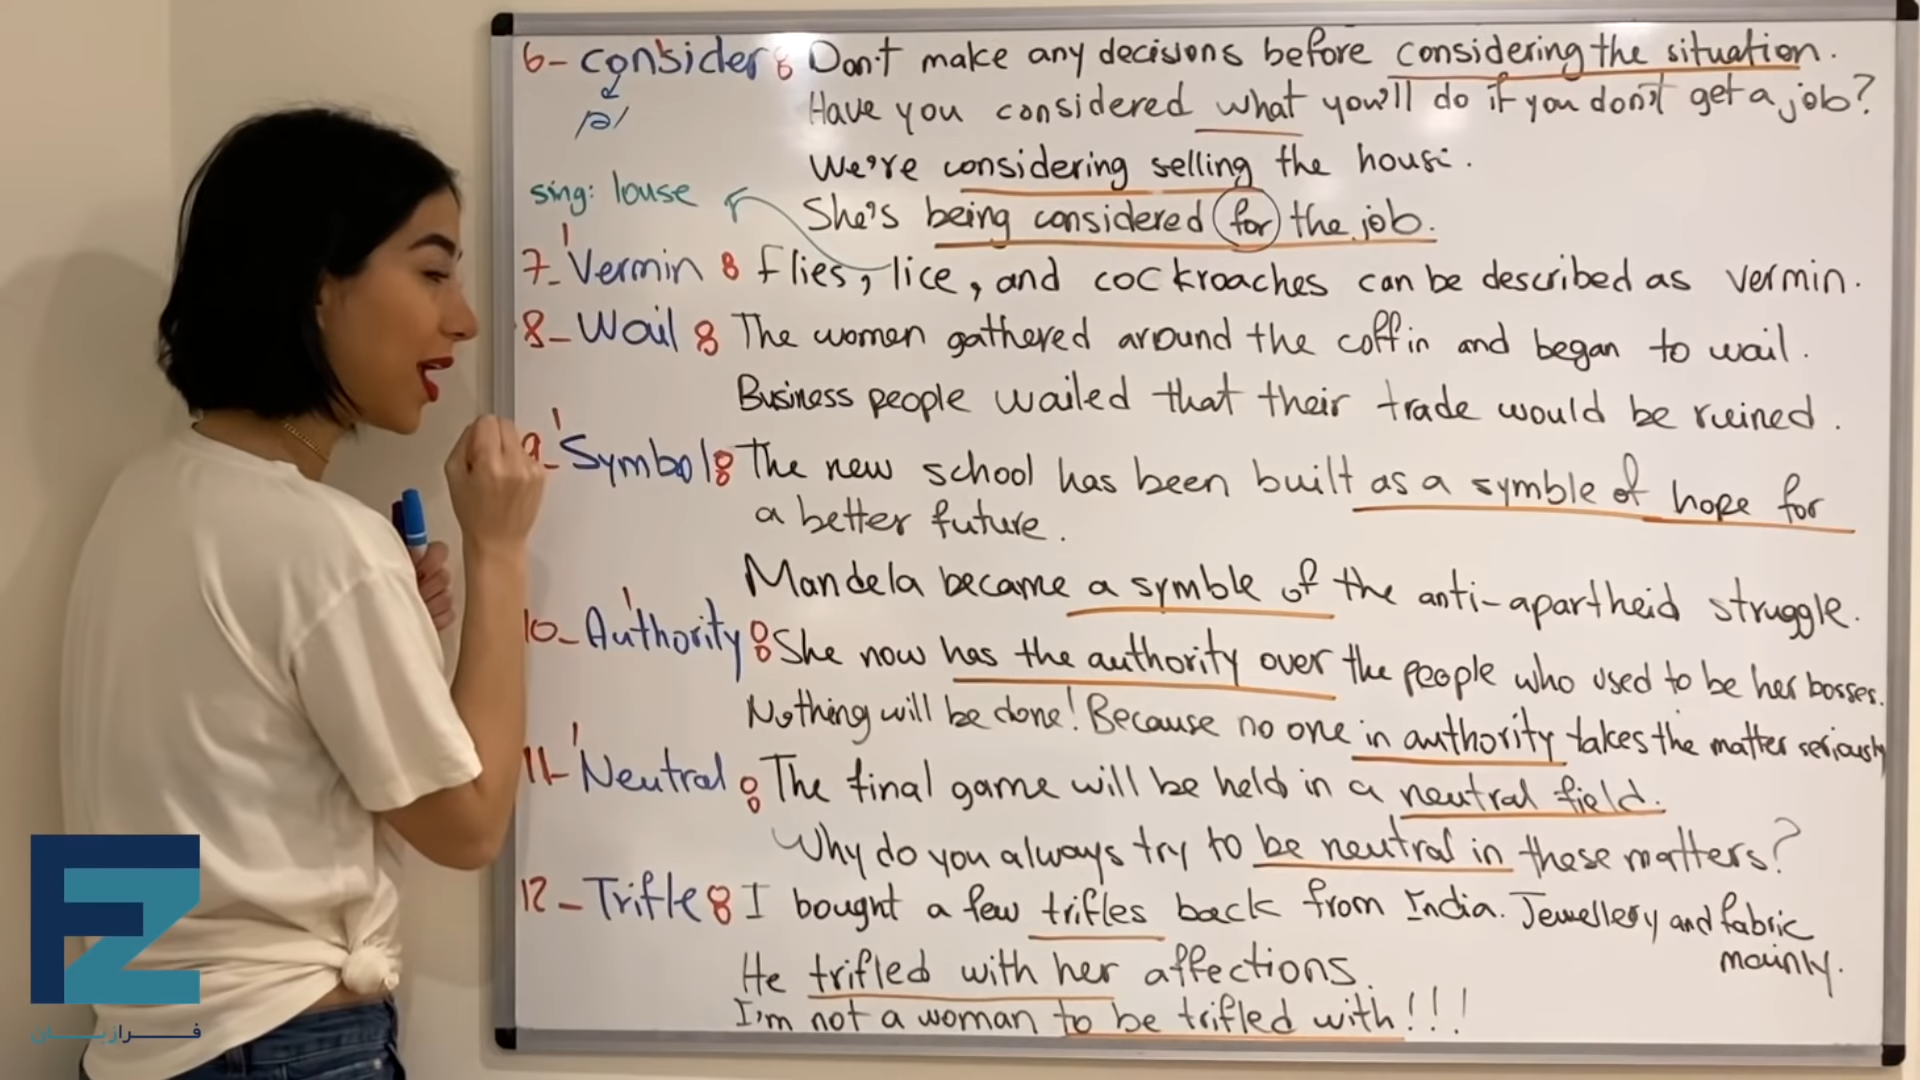 6- consider: Don't make any decisions before considering the situation.
/ə/
Have you considered what you'll do if you don't get a job?
We're considering selling the house.
sing: louse
She's being considered for the job.
7- 'Vermin: flies, lice, and cockroaches can be described as vermin.
8- Wail: The women gathered around the coffin and began to wail.
Business people wailed that their trade would be ruined.
9- 'Symbol: The new school has been built as a symble of hope for
a better future.
Mandela became a symble of the anti-apartheid struggle.
10- Au'thority: She now has the authority over the people who used to be her bosses.
Nothing will be done! Because no one in authority takes the matter seriously
11- 'Neutral: The final game will be held in a neutral field.
Why do you always try to be neutral in these matters?
12- Trifle: I bought a few trifles back from India. Jewellery and fabric
mainly.
He trifled with her affections.
I'm not a woman to be trifled with!!!
FZ
فرازبان